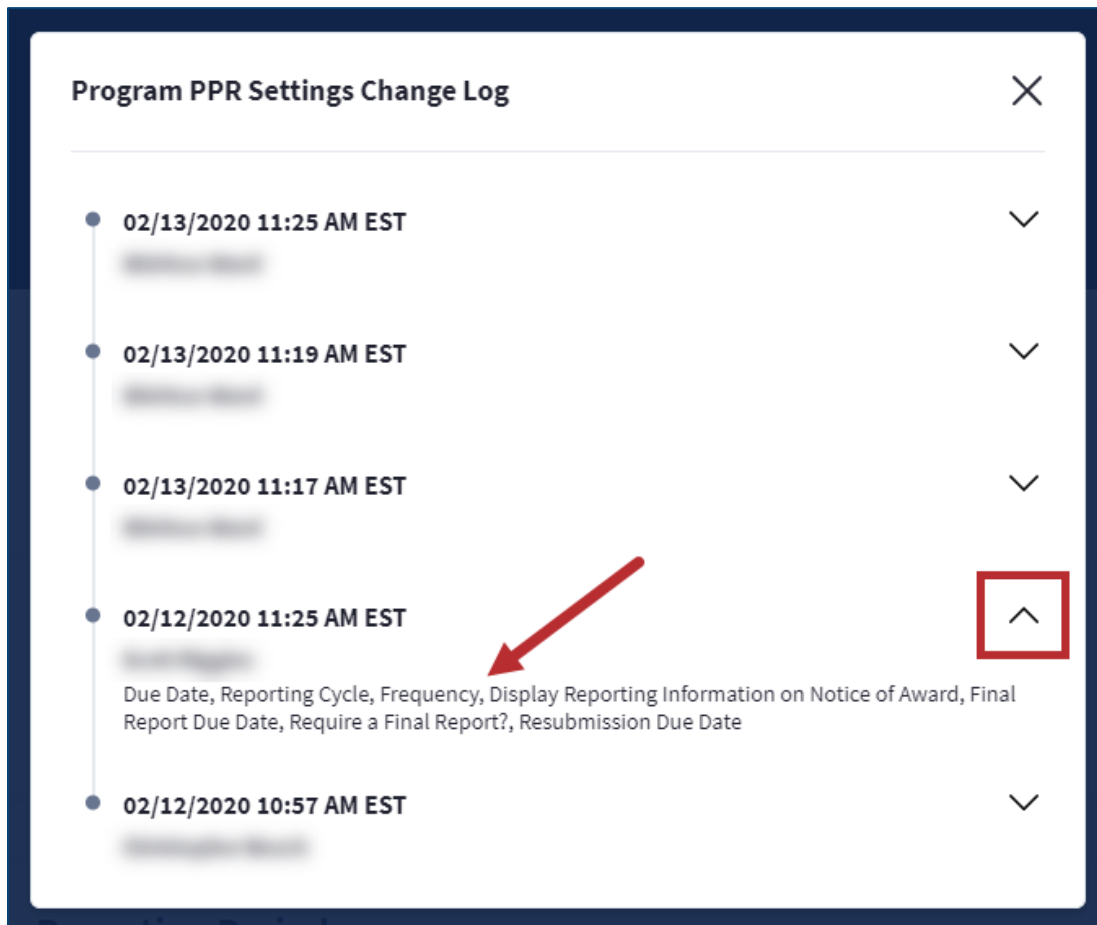 Program PPR Settings Change Log
02/13/2020 11:25 AM EST
02/13/2020 11:19 AM EST
02/13/2020 11:17 AM EST
02/12/2020 11:25 AM EST
Due Date, Reporting Cycle, Frequency, Display Reporting Information on Notice of Award, Final
Report Due Date, Require a Final Report?, Resubmission Due Date
02/12/2020 10:57 AM EST